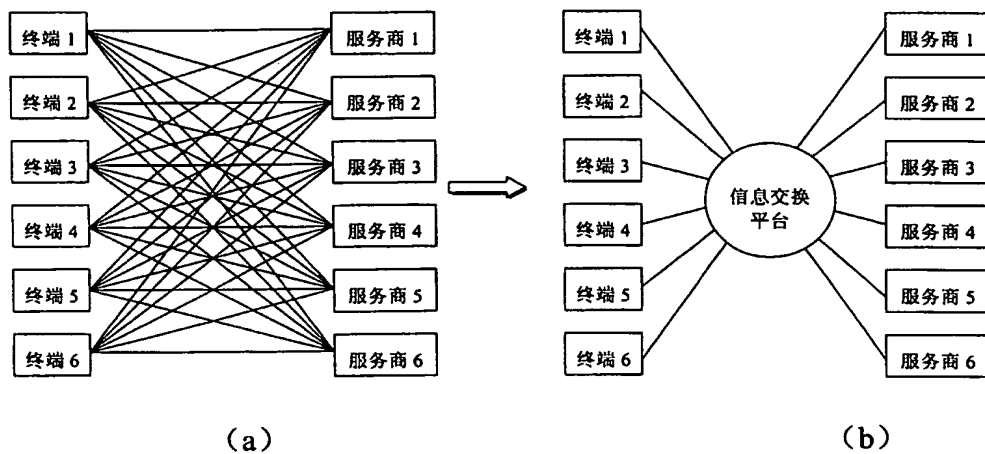 终端 1
终端 2
终端 3
终端 4
终端 5
终端 6
服务商 1
服务商 2
服务商 3
服务商 4
服务商 5
服务商 6
(a)
终端 1
终端 2
终端 3
终端 4
终端 5
终端 6
信息交换
平台
服务商 1
服务商 2
服务商 3
服务商 4
服务商 5
服务商 6
(b)